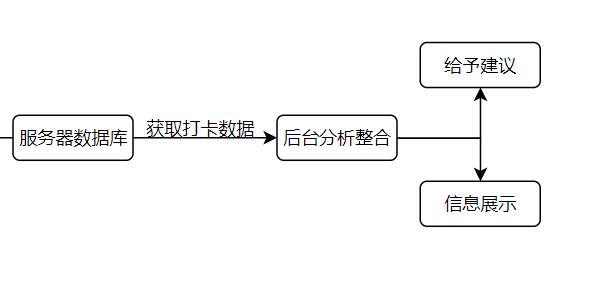 给予建议
服务器数据库
获取打卡数据
后台分析整合
信息展示